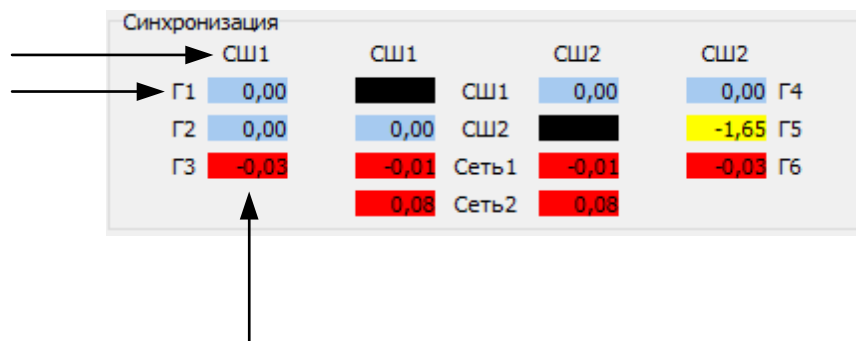 Синхронизация
СШ1 СШ1 СШ2 СШ2
Г1 0,00 СШ1 0,00 0,00 Г4
Г2 0,00 0,00 СШ2 -1,65 Г5
Г3 -0,03 -0,01 Сеть1 -0,01 -0,03 Г6
0,08 Сеть2 0,08